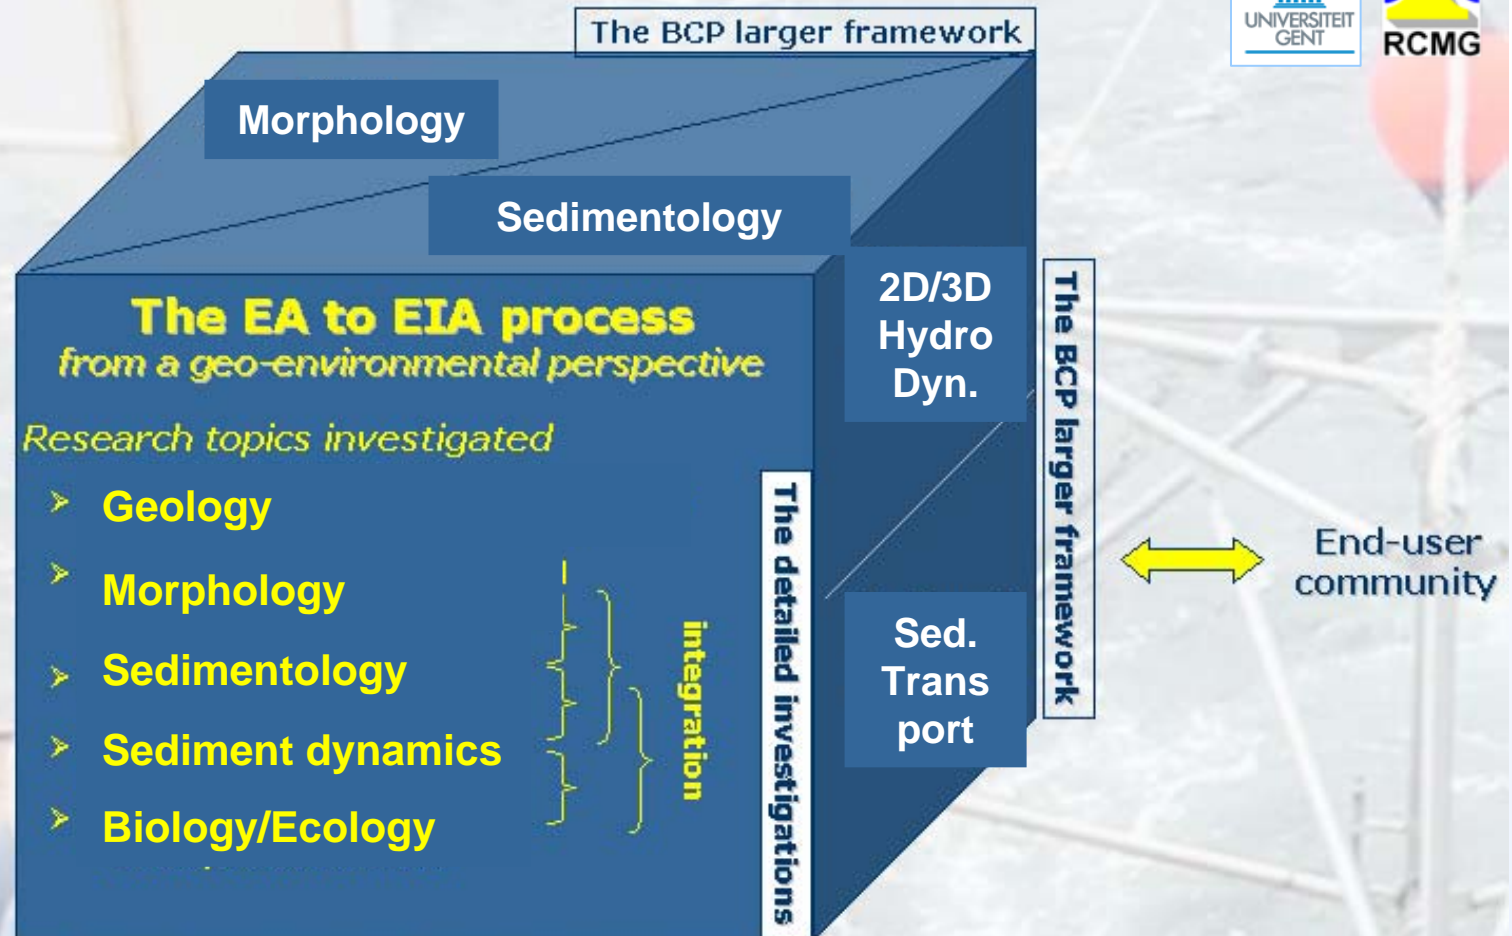 The BCP larger framework
UNIVERSITEIT
GENT
RCMG
Morphology
Sedimentology
2D/3D
Hydro
Dyn.
The EA to EIA process
from a geo-environmental perspective
Research topics investigated
Geology
Morphology
Sedimentology
Sediment dynamics
Biology/Ecology
integration
The detailed investigations
Sed.
Trans
port
The BCP larger framework
End-user
community